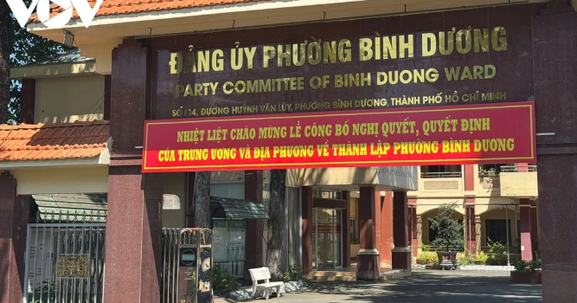 VOV
ĐẢNG ỦY PHƯỜNG BÌNH DƯƠNG
PARTY COMMITTEE OF BINH DUONG WARD
SỐ 114, ĐƯỜNG HUỲNH VĂN LŨY, PHƯỜNG BÌNH DƯƠNG, THÀNH PHỐ HỒ CHÍ MINH
NHIỆT LIỆT CHÀO MỪNG LỄ CÔNG BỐ NGHỊ QUYẾT, QUYẾT ĐỊNH
CỦA TRUNG ƯƠNG VÀ ĐỊA PHƯƠNG VỀ THÀNH LẬP PHƯỜNG BÌNH DƯƠNG